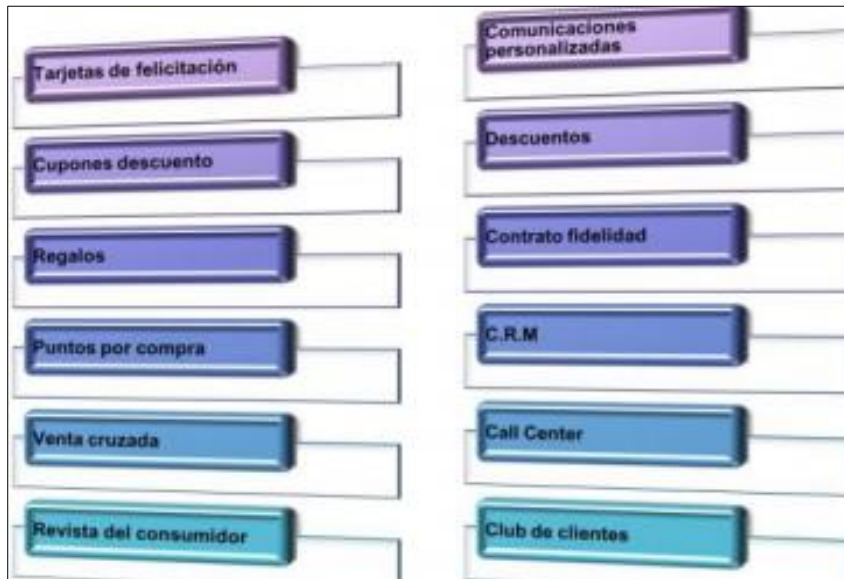 Tarjetas de felicitación
Cupones descuento
Regalos
Puntos por compra
Venta cruzada
Revista del consumidor
Comunicaciones
personalizadas
Descuentos
Contrato fidelidad
C.R.M
Call Center
Club de clientes